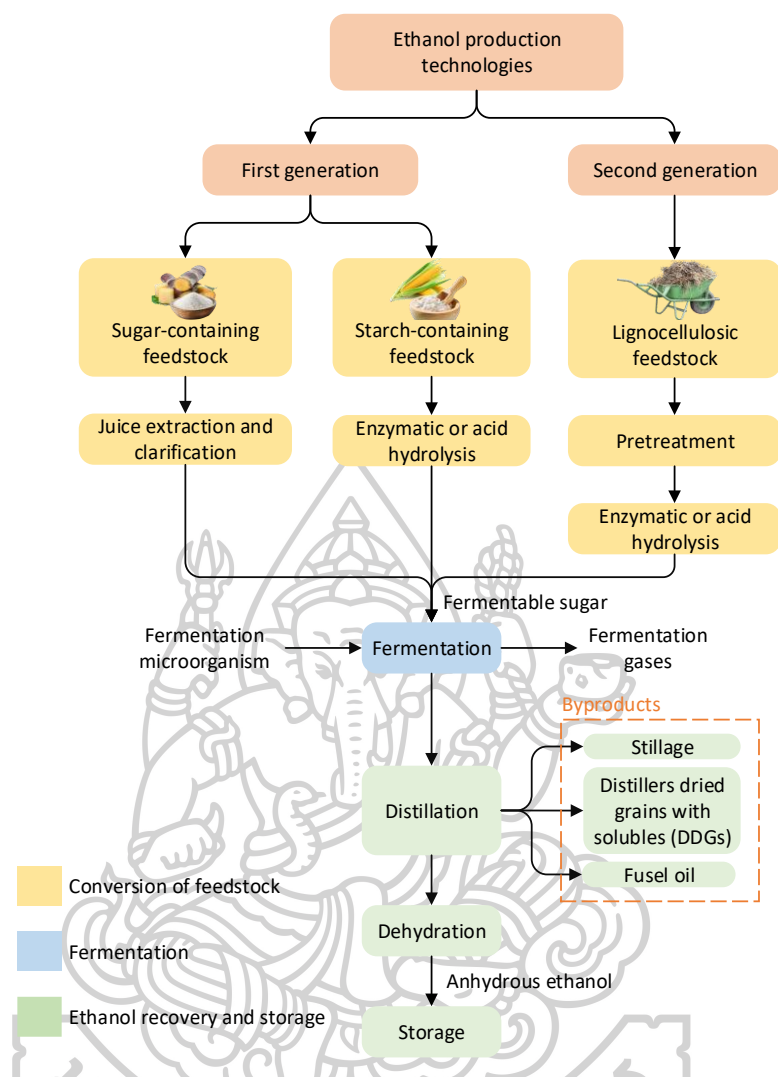 Ethanol production
technologies
First generation
Second generation
Sugar-containing
feedstock
Starch-containing
feedstock
Lignocellulosic
feedstock
Juice extraction and
clarification
Enzymatic or acid
hydrolysis
Pretreatment
Enzymatic or acid
hydrolysis
Fermentable sugar
Fermentation
microorganism
Fermentation
Fermentation
gases
Byproducts
Stillage
Distillation
Distillers dried
grains with
solubles (DDGs)
Fusel oil
Conversion of feedstock
Dehydration
Fermentation
Anhydrous ethanol
Ethanol recovery and storage
Storage